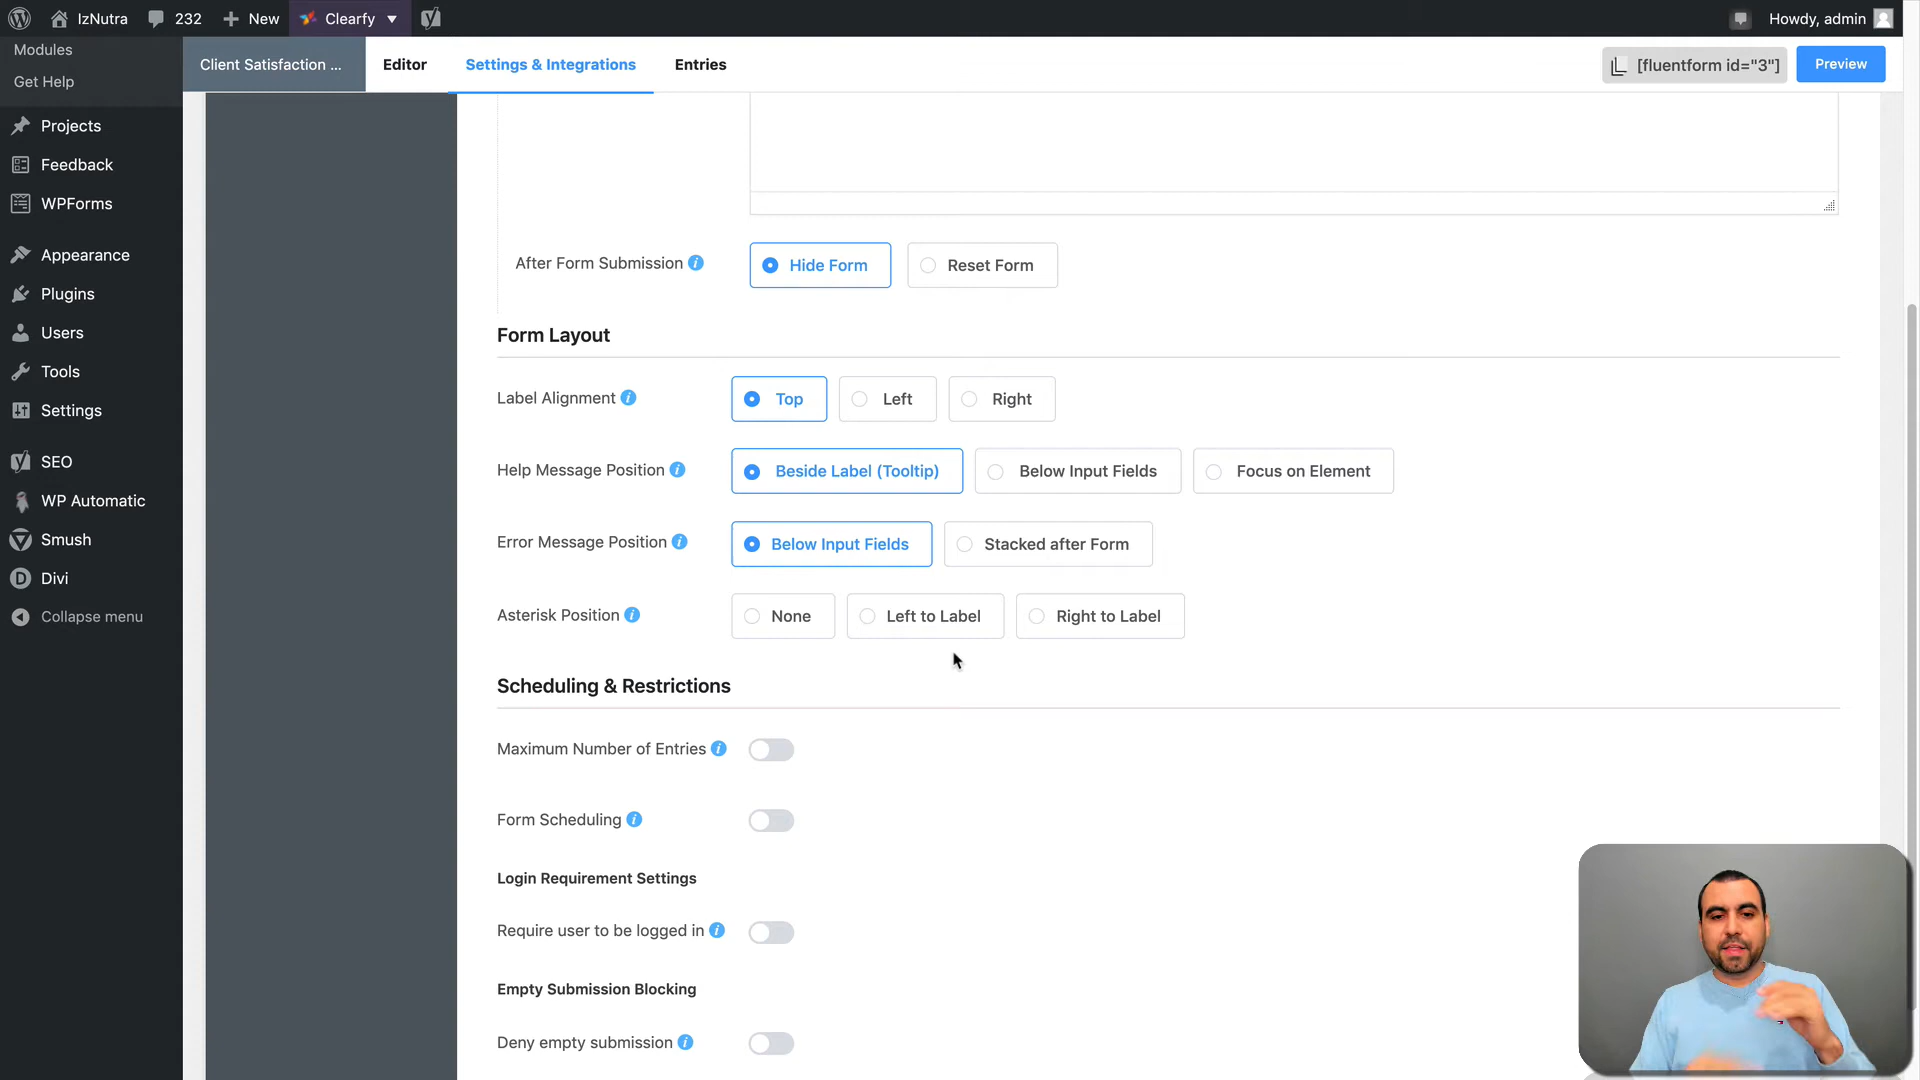 IzNutra
232
New
Clearfy ▼
Howdy, admin
Modules
Get Help
Projects
Feedback
WPForms
Appearance
Plugins
Users
Tools
Settings
SEO
WP Automatic
Smush
Divi
Collapse menu
Client Satisfaction ...
Editor
Settings & Integrations
Entries
[fluentform id="3"]
Preview
After Form Submission
Hide Form
Reset Form
Form Layout
Label Alignment
Top
Left
Right
Help Message Position
Beside Label (Tooltip)
Below Input Fields
Focus on Element
Error Message Position
Below Input Fields
Stacked after Form
Asterisk Position
None
Left to Label
Right to Label
Scheduling & Restrictions
Maximum Number of Entries
Form Scheduling
Login Requirement Settings
Require user to be logged in
Empty Submission Blocking
Deny empty submission